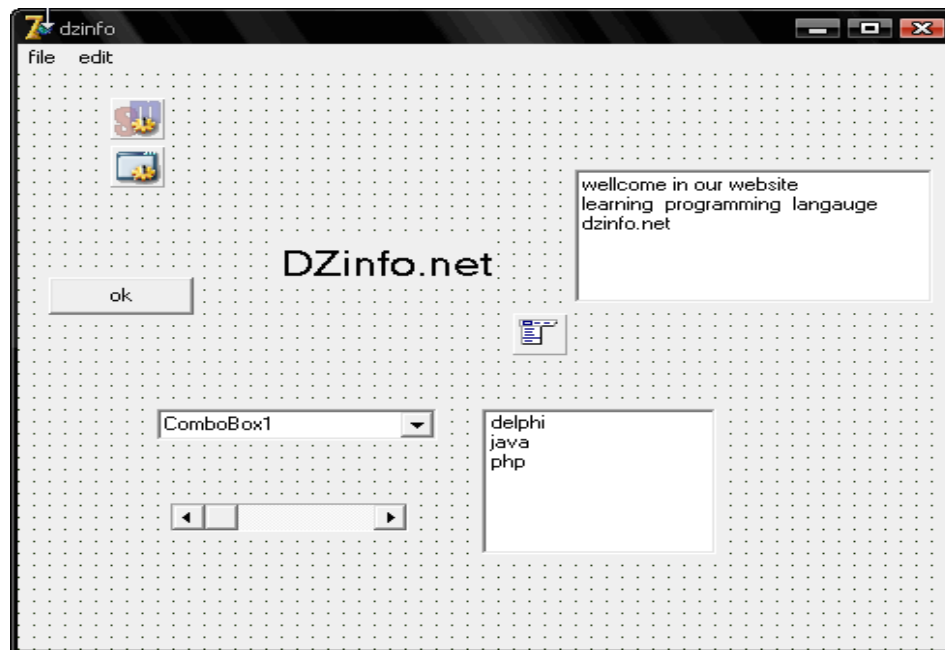 dzinfo
file edit
wellcome in our website
learning programming langauge
dzinfo.net
DZinfo.net
ok
ComboBox1
delphi
java
php